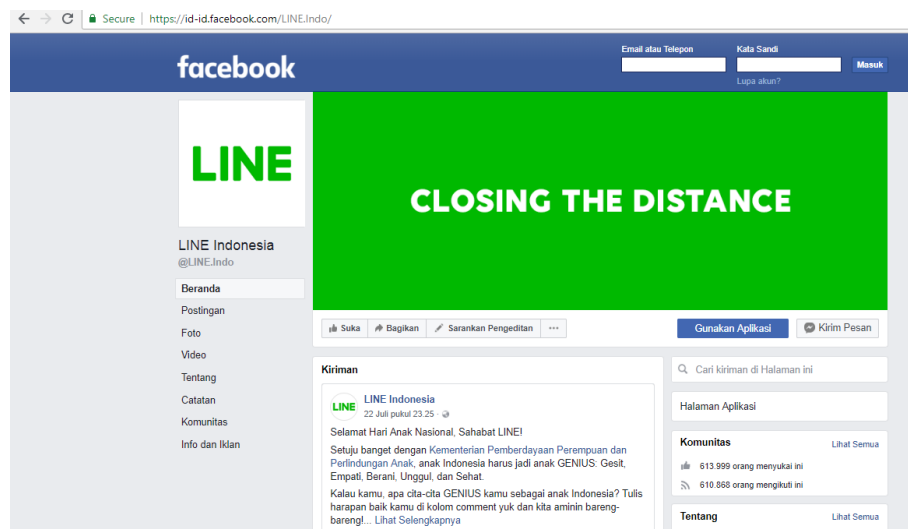 Secure | https://id-id.facebook.com/LINE.Indo/
facebook
Email atau Telepon
Kata Sandi
Masuk
Lupa akun?
LINE
CLOSING THE DISTANCE
LINE Indonesia
@LINE.Indo
Beranda
Postingan
Foto
Video
Tentang
Catatan
Komunitas
Info dan Iklan
Suka
Bagikan
Sarankan Pengeditan
Gunakan Aplikasi
Kirim Pesan
Kiriman
LINE
LINE Indonesia
22 Juli pukul 23.25 ·
Selamat Hari Anak Nasional, Sahabat LINE!
Setuju banget dengan Kementerian Pemberdayaan Perempuan dan
Perlindungan Anak, anak Indonesia harus jadi anak GENIUS: Gesit,
Empati, Berani, Unggul, dan Sehat.
Kalau kamu, apa cita-cita GENIUS kamu sebagai anak Indonesia? Tulis
harapan baik kamu di kolom comment yuk dan kita aminin bareng-
bareng!... Lihat Selengkapnya
Cari kiriman di Halaman ini
Halaman Aplikasi
Komunitas
Lihat Semua
613.999 orang menyukai ini
610.868 orang mengikuti ini
Tentang
Lihat Semua